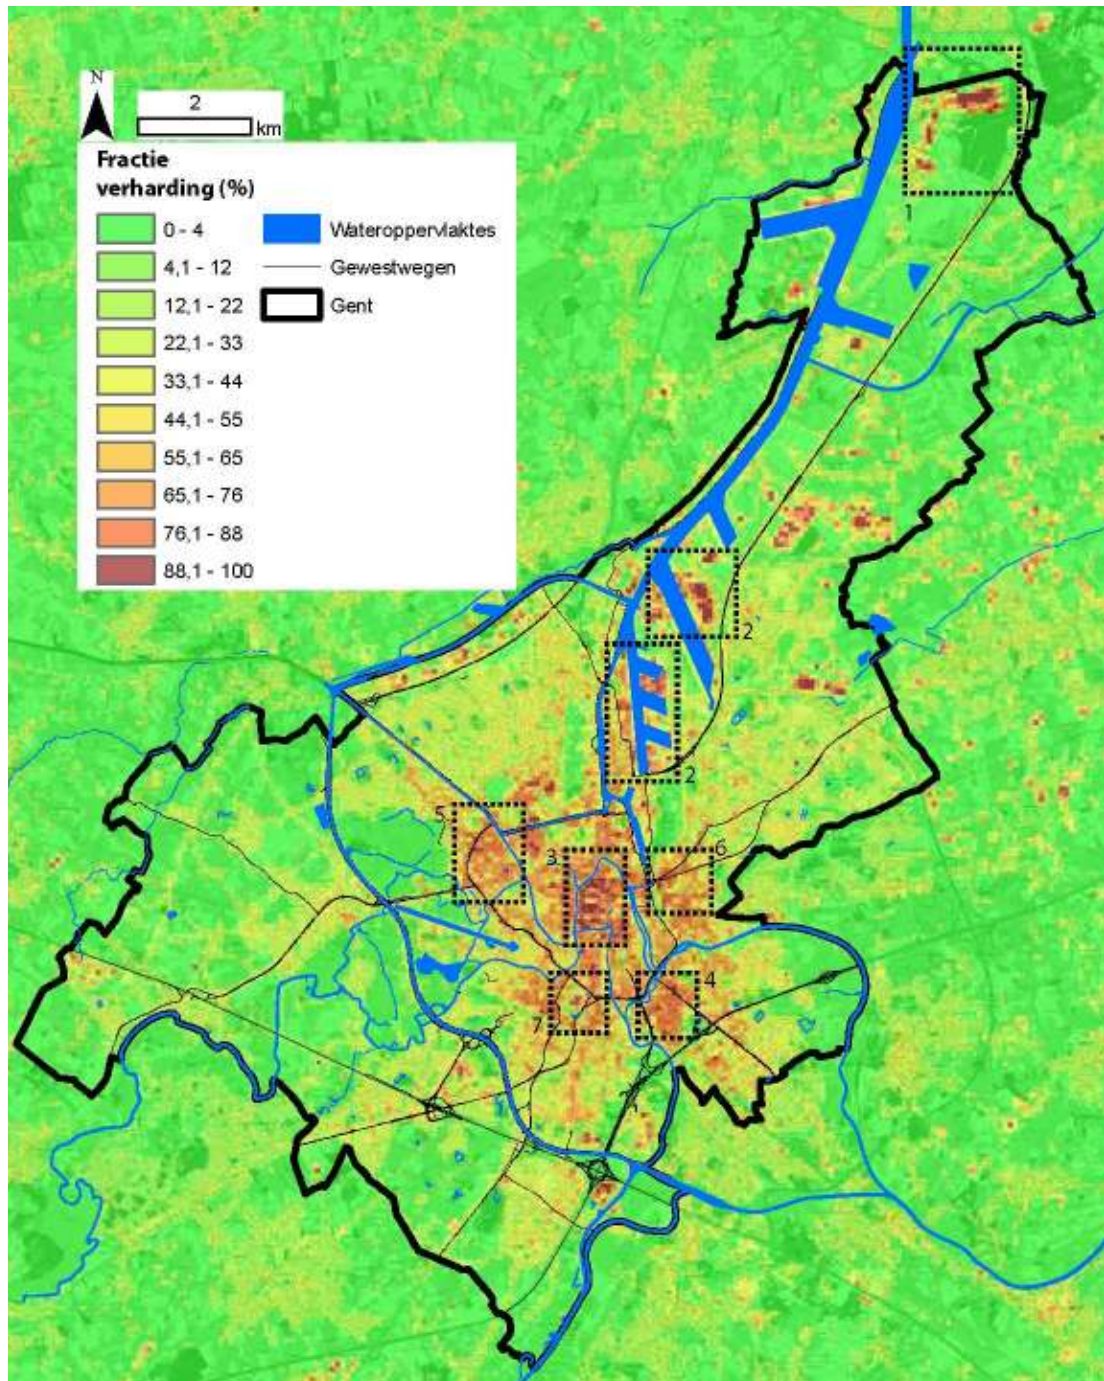 N
2
km
Fractie
verharding (%)
0 - 4
4,1 - 12
12,1 - 22
22,1 - 33
33,1 - 44
44,1 - 55
55,1 - 65
65,1 - 76
76,1 - 88
88,1 - 100
Wateroppervlaktes
Gewestwegen
Gent
1
2
2
5
3
6
4
7